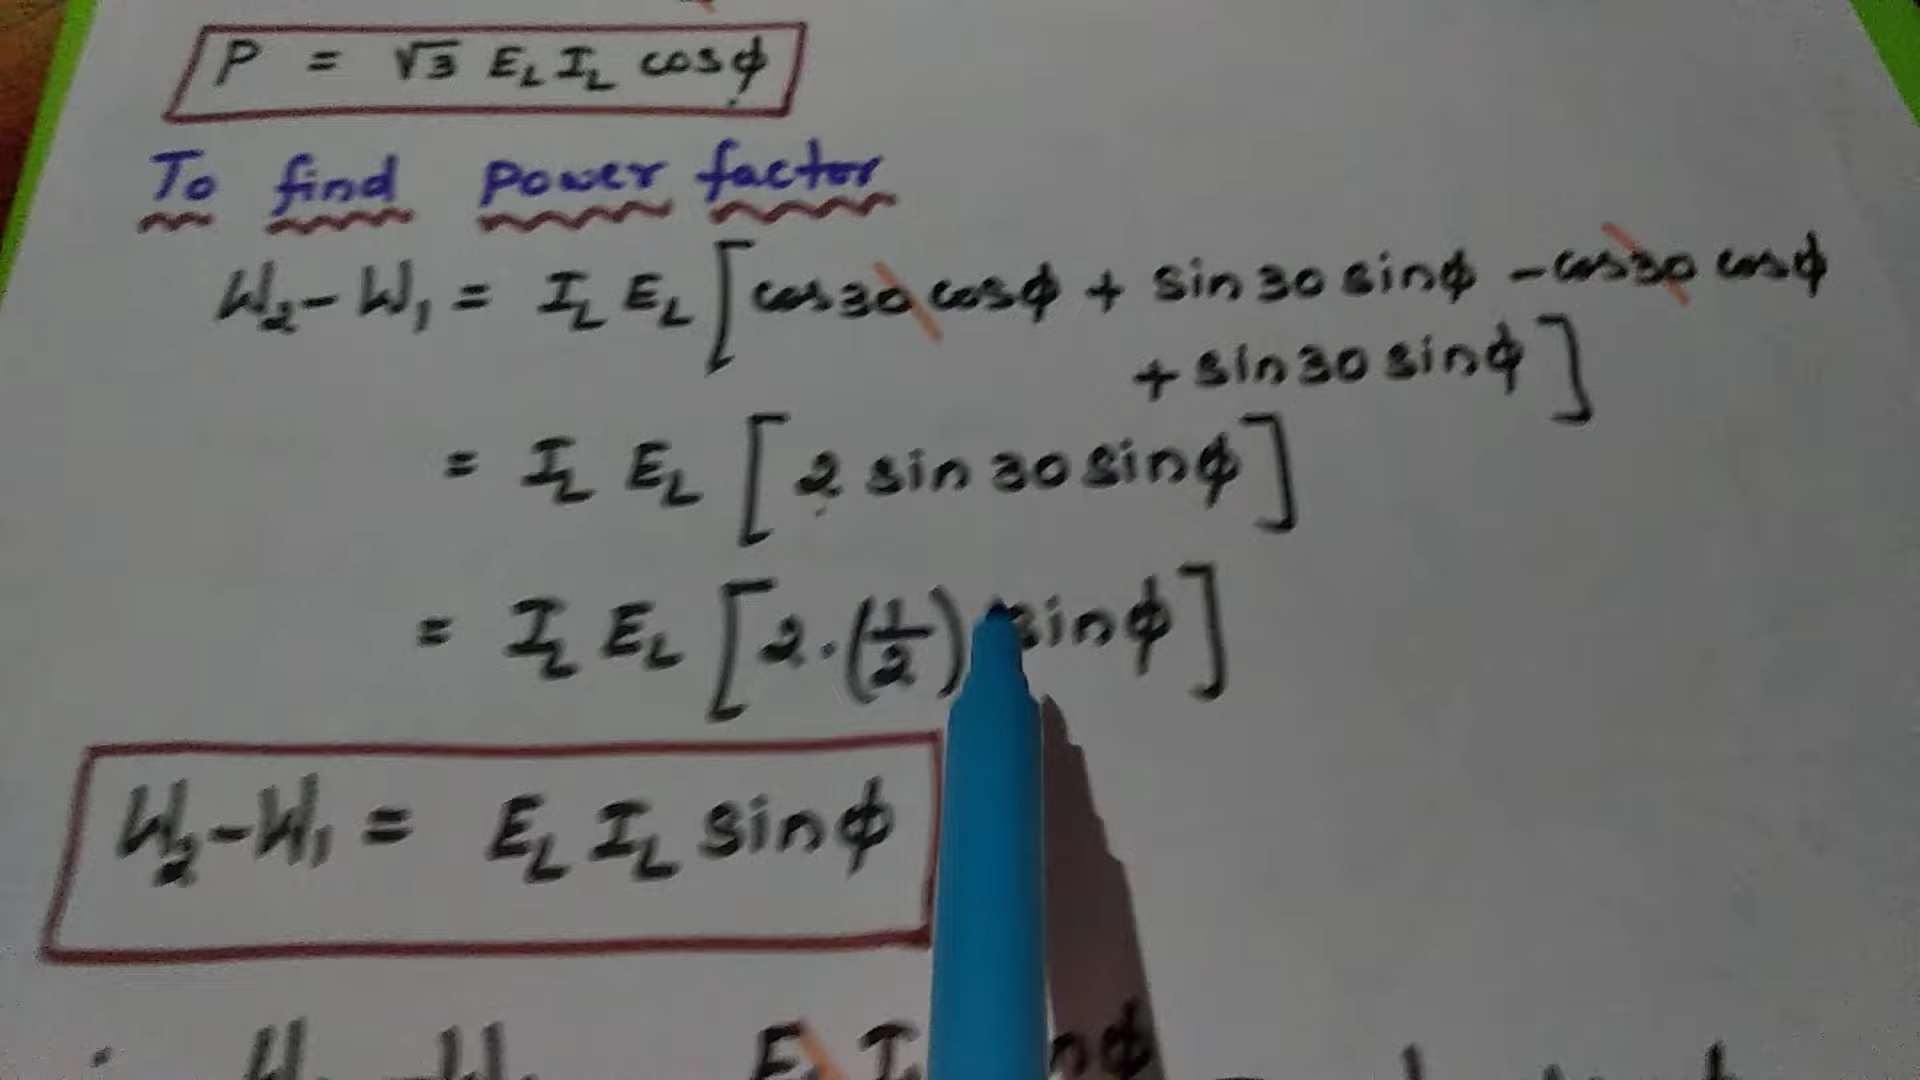 P = √3 E_L I_L cosϕ
To find Power factor
W₂ - W₁ = I_L E_L [cos30 cosϕ + sin30 sinϕ - cos30 cosϕ
+ sin30 sinϕ]
= I_L E_L [2 sin30 sinϕ]
= I_L E_L [2.(1/2) sinϕ]
W₂ - W₁ = E_L I_L sinϕ